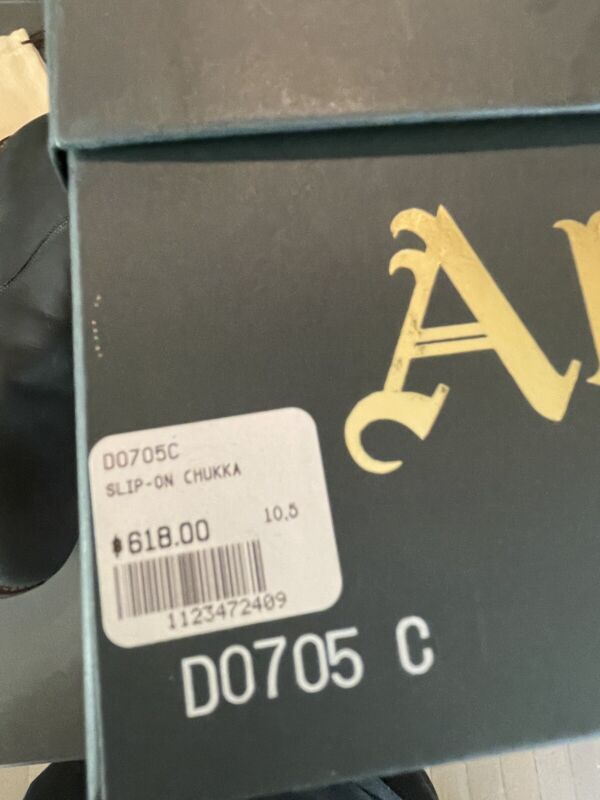 A
D0705C
SLIP-ON CHUKKA
10.5
$618.00
1123472409
D0705 C